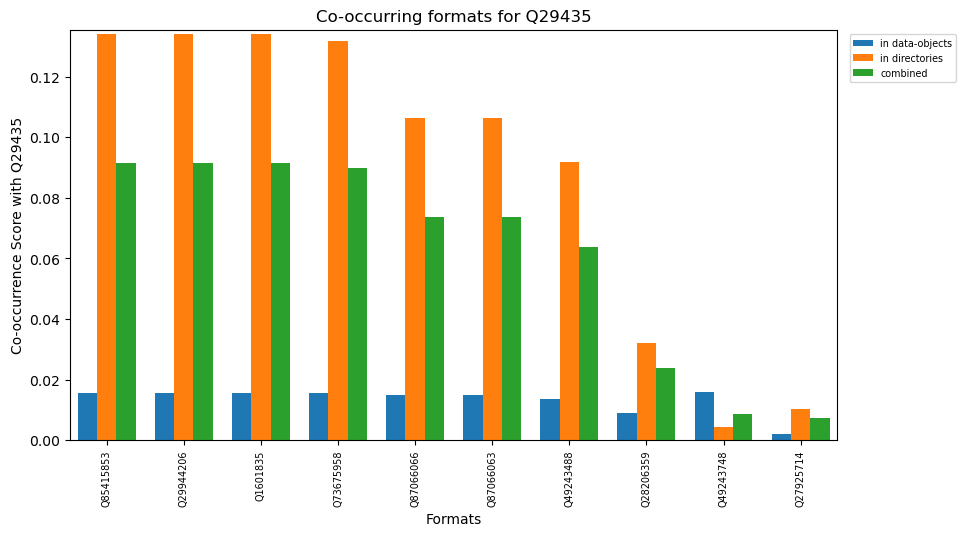 Co-occurring formats for Q29435
in data-objects
in directories
combined
Co-occurrence Score with Q29435
0.12
0.10
0.08
0.06
0.04
0.02
0.00
Q85415853
Q29944206
Q1601835
Q73675958
Q87066066
Q87066063
Q49243488
Q28206359
Q49243748
Q27925714
Formats